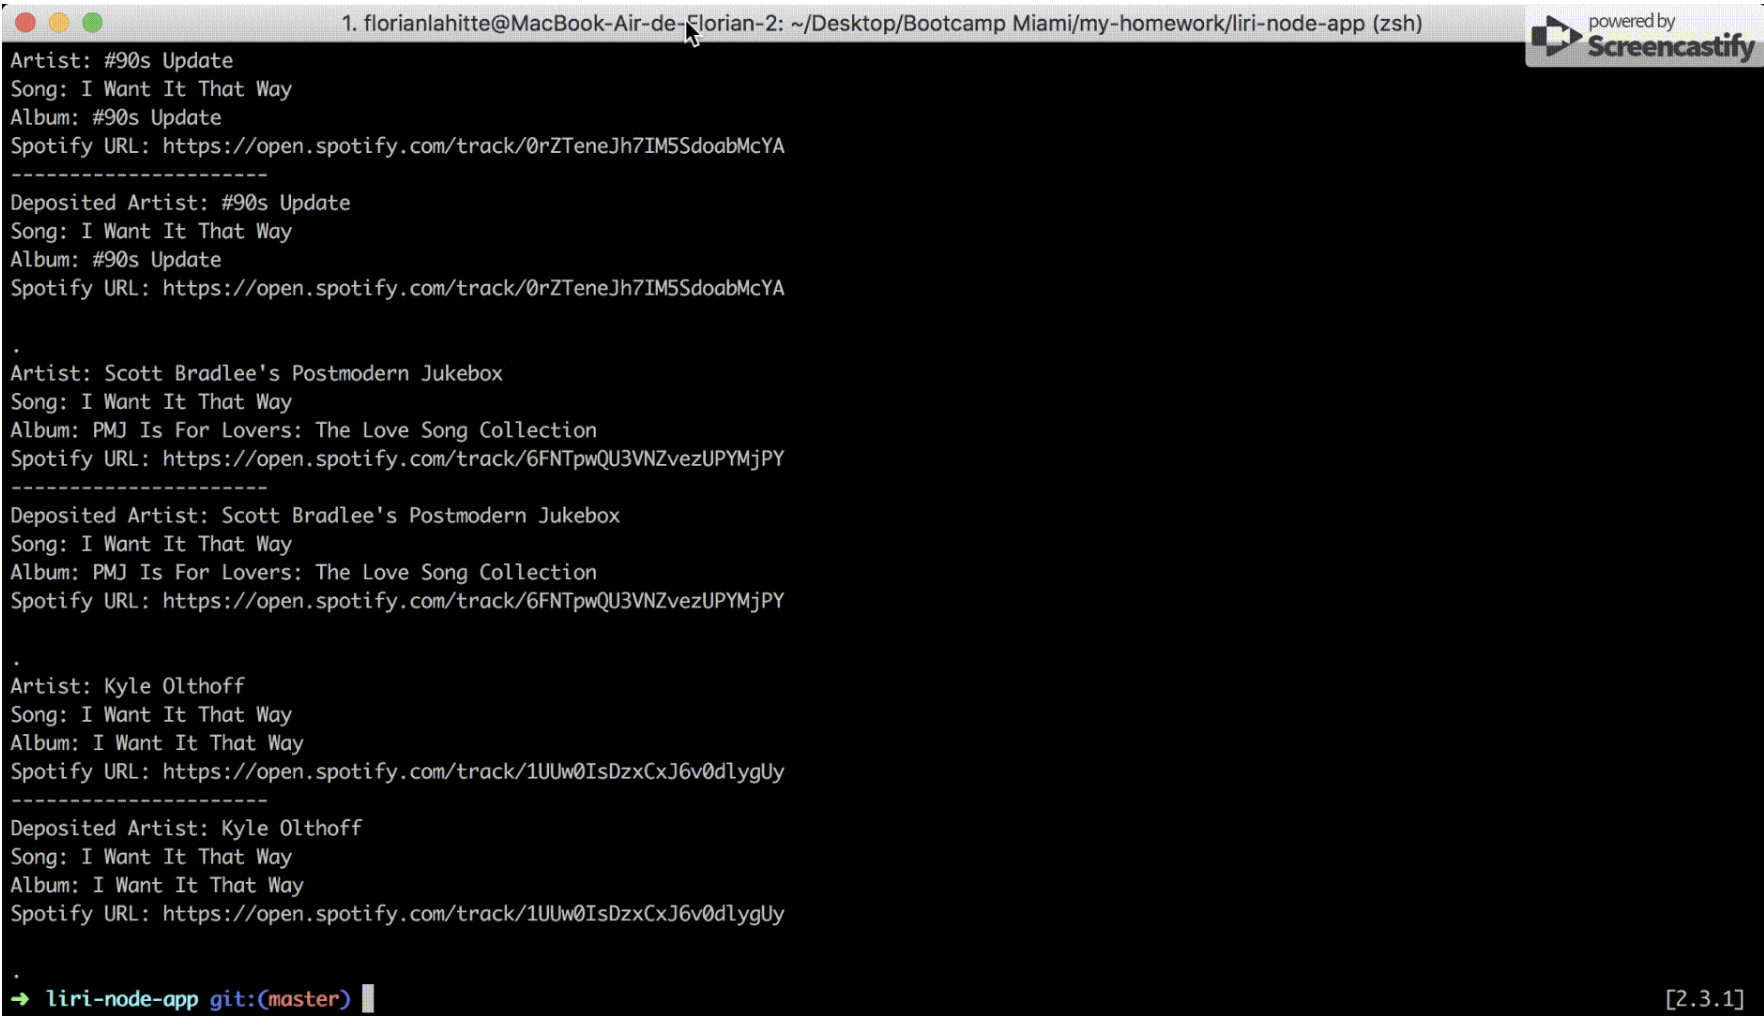 1. florianlahitte@MacBook-Air-de-Florian-2: ~/Desktop/Bootcamp Miami/my-homework/liri-node-app (zsh)
powered by
Screencastify
Artist: #90s Update
Song: I Want It That Way
Album: #90s Update
Spotify URL: https://open.spotify.com/track/0rZTeneJh7IM5SdoabMcYA
----------------------
Deposited Artist: #90s Update
Song: I Want It That Way
Album: #90s Update
Spotify URL: https://open.spotify.com/track/0rZTeneJh7IM5SdoabMcYA
.
Artist: Scott Bradlee's Postmodern Jukebox
Song: I Want It That Way
Album: PMJ Is For Lovers: The Love Song Collection
Spotify URL: https://open.spotify.com/track/6FNTpwQU3VNZvezUPYMjPY
----------------------
Deposited Artist: Scott Bradlee's Postmodern Jukebox
Song: I Want It That Way
Album: PMJ Is For Lovers: The Love Song Collection
Spotify URL: https://open.spotify.com/track/6FNTpwQU3VNZvezUPYMjPY
.
Artist: Kyle Olthoff
Song: I Want It That Way
Album: I Want It That Way
Spotify URL: https://open.spotify.com/track/1UUw0IsDzxCxJ6v0dlygUy
----------------------
Deposited Artist: Kyle Olthoff
Song: I Want It That Way
Album: I Want It That Way
Spotify URL: https://open.spotify.com/track/1UUw0IsDzxCxJ6v0dlygUy
.
➜ liri-node-app git:(master) [2.3.1]